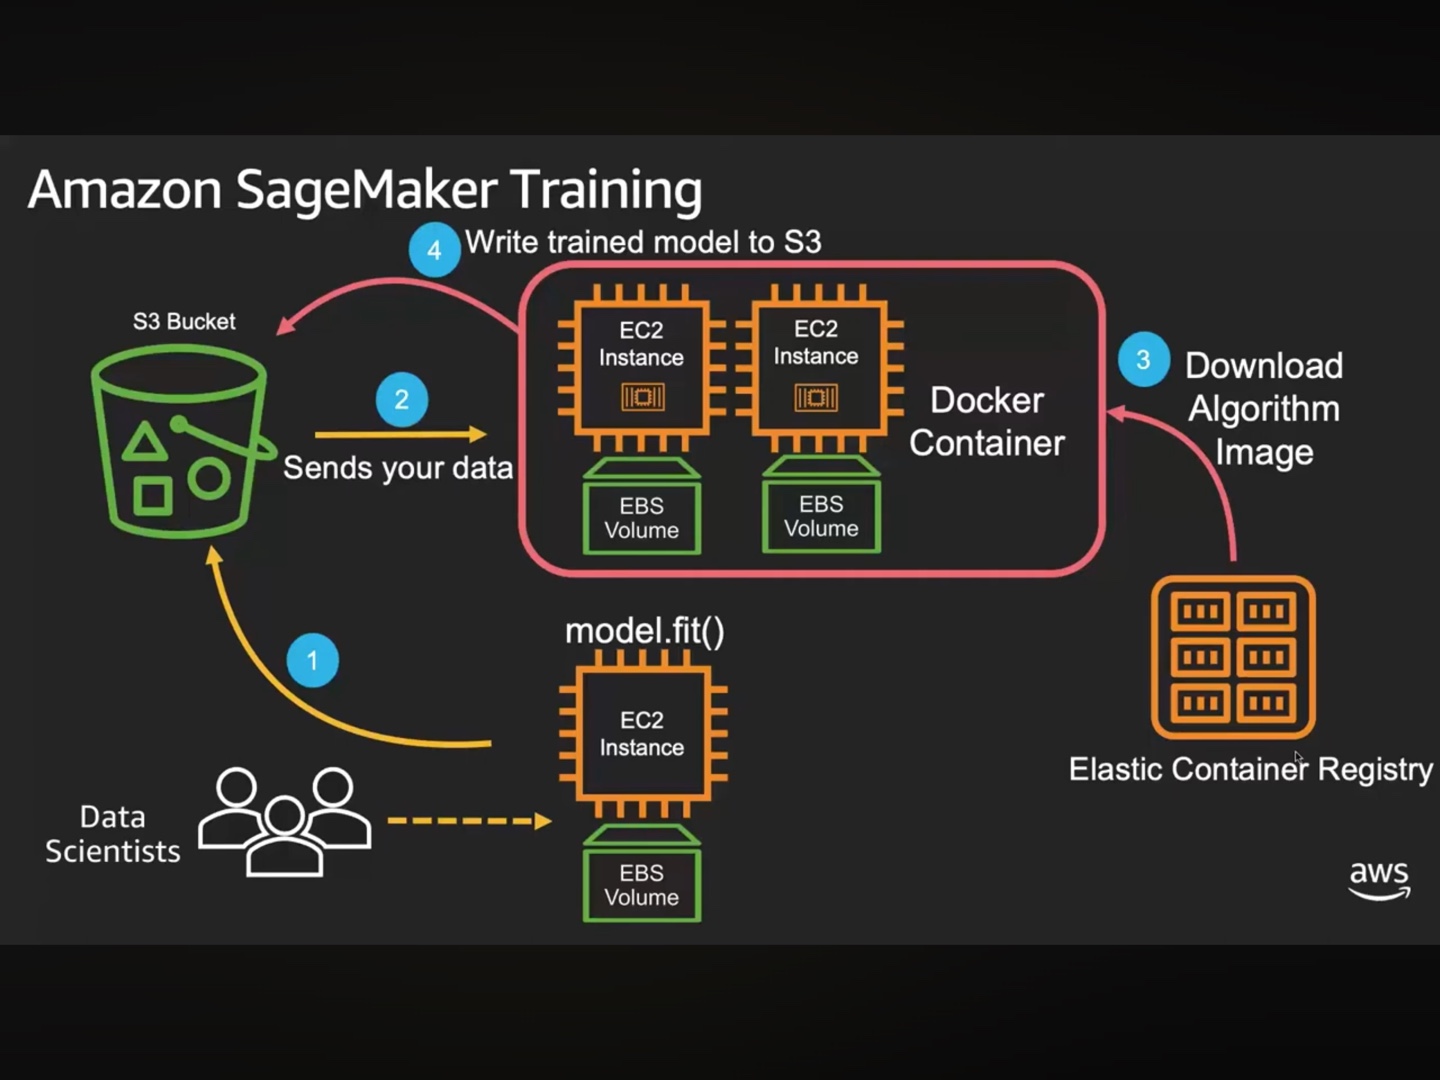 Amazon SageMaker Training
4 Write trained model to S3
S3 Bucket
EC2
Instance
EC2
Instance
3
Download
Algorithm
Image
2
Sends your data
Docker
Container
EBS
Volume
EBS
Volume
model.fit()
1
EC2
Instance
Elastic Container Registry
Data
Scientists
EBS
Volume
aws